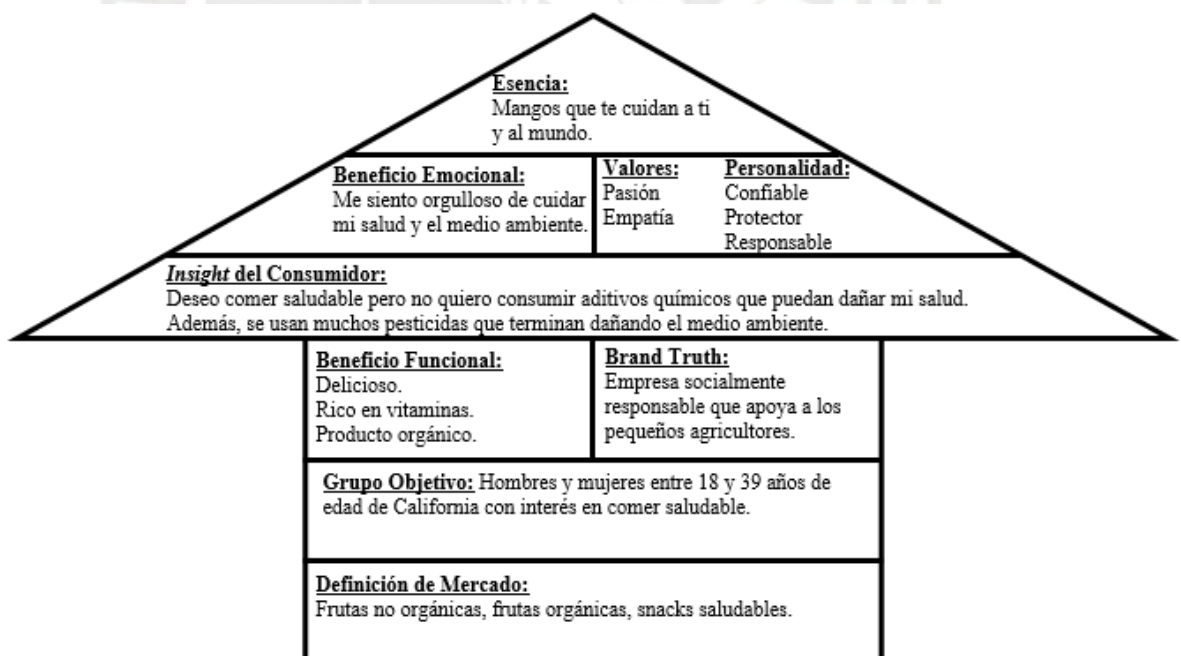 Esencia:
Mangos que te cuidan a ti
y al mundo.
Beneficio Emocional:
Me siento orgulloso de cuidar
mi salud y el medio ambiente.
Valores:
Pasión
Empatía
Personalidad:
Confiable
Protector
Responsable
Insight del Consumidor:
Deseo comer saludable pero no quiero consumir aditivos químicos que puedan dañar mi salud.
Además, se usan muchos pesticidas que terminan dañando el medio ambiente.
Beneficio Funcional:
Delicioso.
Rico en vitaminas.
Producto orgánico.
Brand Truth:
Empresa socialmente
responsable que apoya a los
pequeños agricultores.
Grupo Objetivo: Hombres y mujeres entre 18 y 39 años de
edad de California con interés en comer saludable.
Definición de Mercado:
Frutas no orgánicas, frutas orgánicas, snacks saludables.